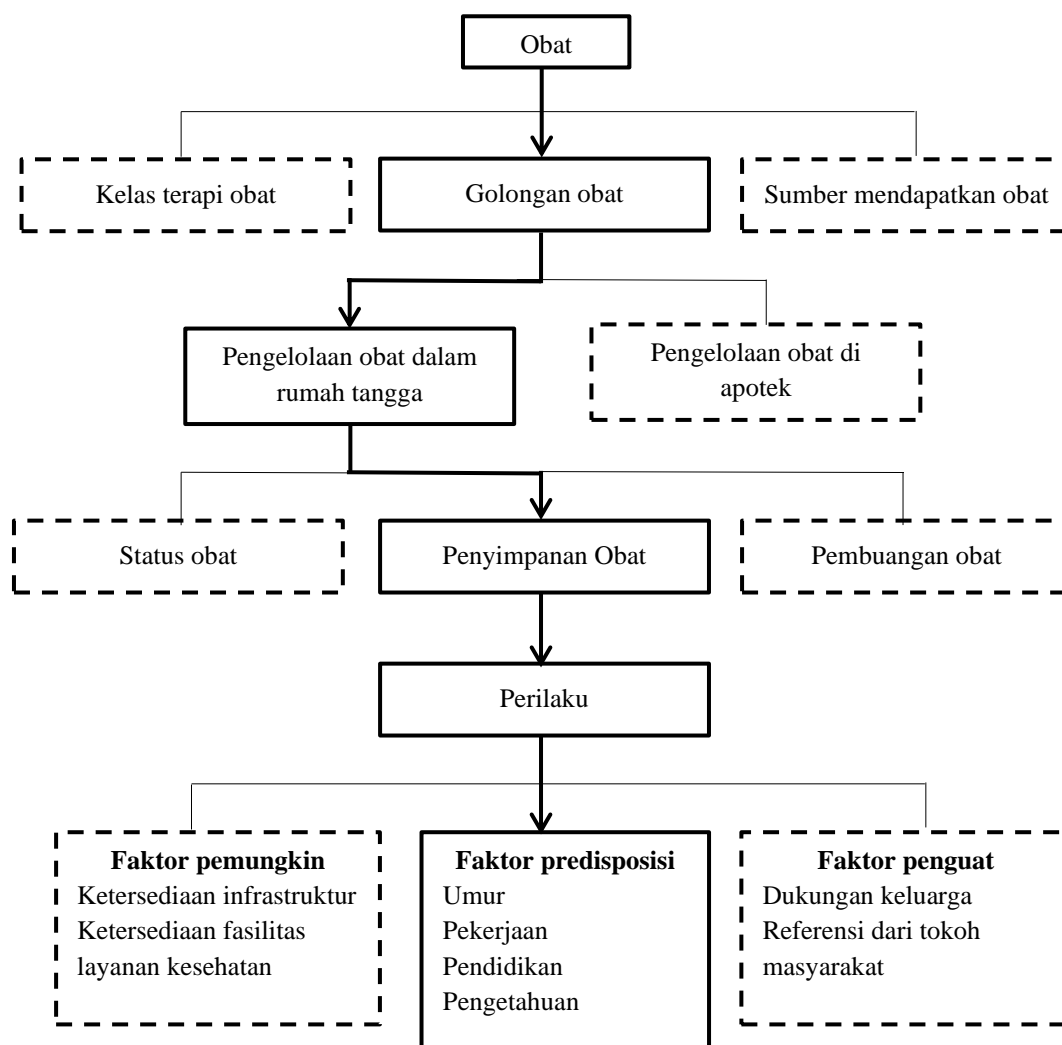 Obat
Kelas terapi obat
Golongan obat
Sumber mendapatkan obat
Pengelolaan obat dalam
rumah tangga
Pengelolaan obat di
apotek
Status obat
Penyimpanan Obat
Pembuangan obat
Perilaku
Faktor pemungkin
Ketersediaan infrastruktur
Ketersediaan fasilitas
layanan kesehatan
Faktor predisposisi
Umur
Pekerjaan
Pendidikan
Pengetahuan
Faktor penguat
Dukungan keluarga
Referensi dari tokoh
masyarakat